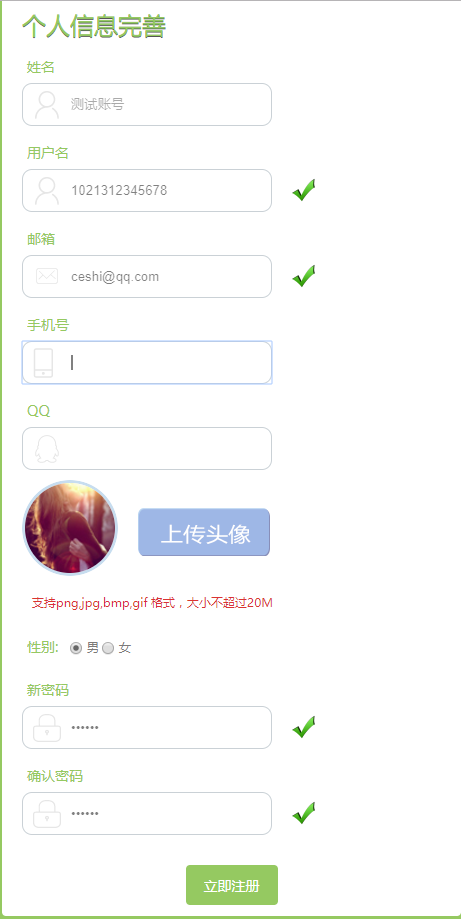 个人信息完善
姓名
测试账号
用户名
1021312345678
邮箱
ceshi@qq.com
手机号
QQ
上传头像
支持png,jpg,bmp,gif 格式，大小不超过20M
性别: 男 女
新密码
••••••
确认密码
••••••
立即注册